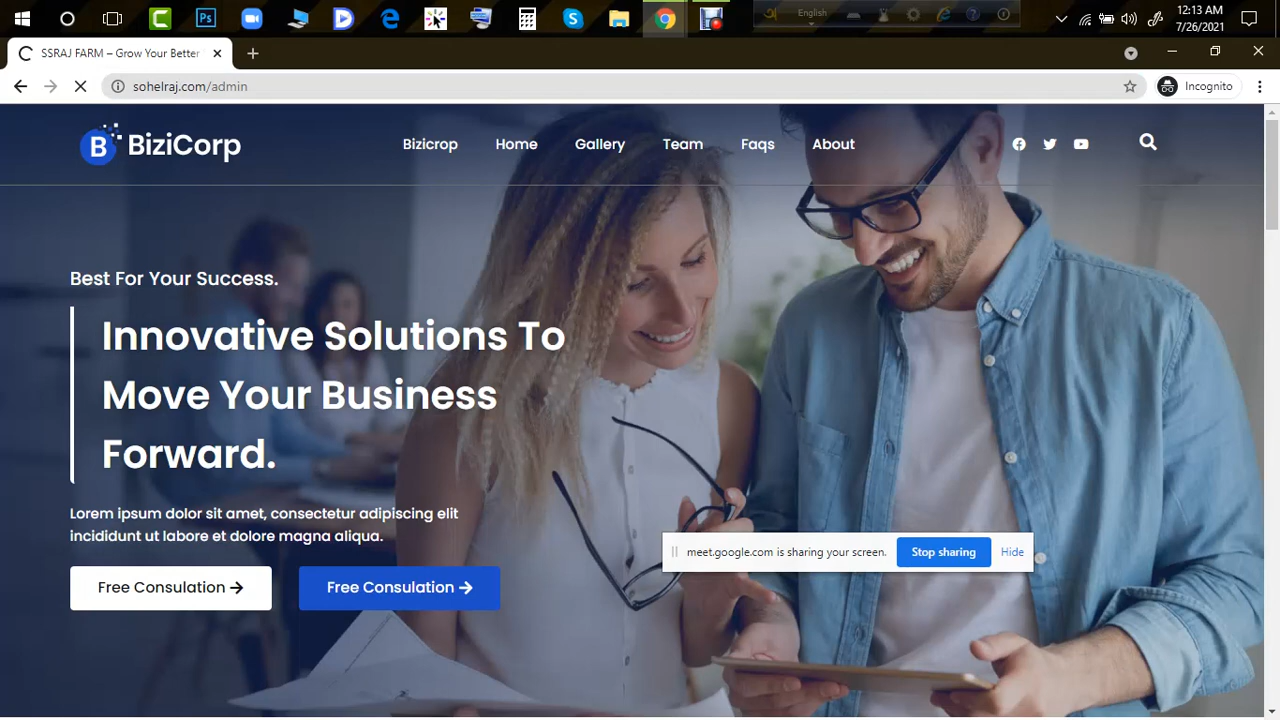 English
12:13 AM
7/26/2021
SSRAJ FARM – Grow Your Better
sohelraj.com/admin
Incognito
B BiziCorp
Bizicrop Home Gallery Team Faqs About
Best For Your Success.
Innovative Solutions To
Move Your Business
Forward.
Lorem ipsum dolor sit amet, consectetur adipiscing elit
incididunt ut labore et dolore magna aliqua.
meet.google.com is sharing your screen. Stop sharing Hide
Free Consulation → Free Consulation →